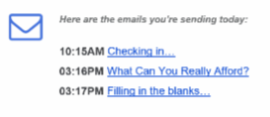 Here are the emails you're sending today:
10:15AM Checking in...
03:16PM What Can You Really Afford?
03:17PM Filling in the blanks...